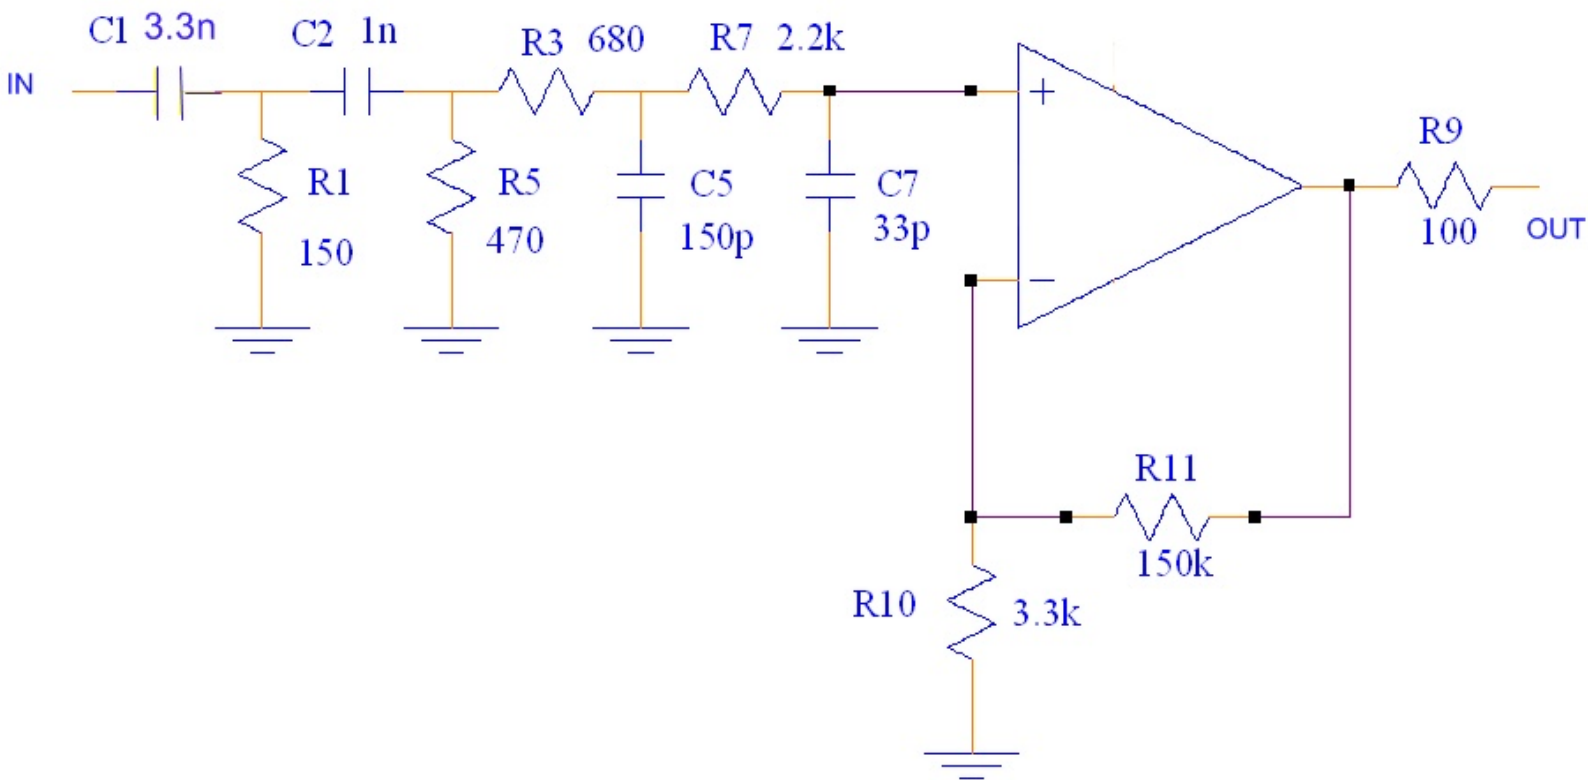 C1 3.3n
C2 1n
R3 680
R7 2.2k
IN
+
R9
R1
R5
C5
C7
150
470
150p
33p
100
OUT
−
R11
150k
R10
3.3k